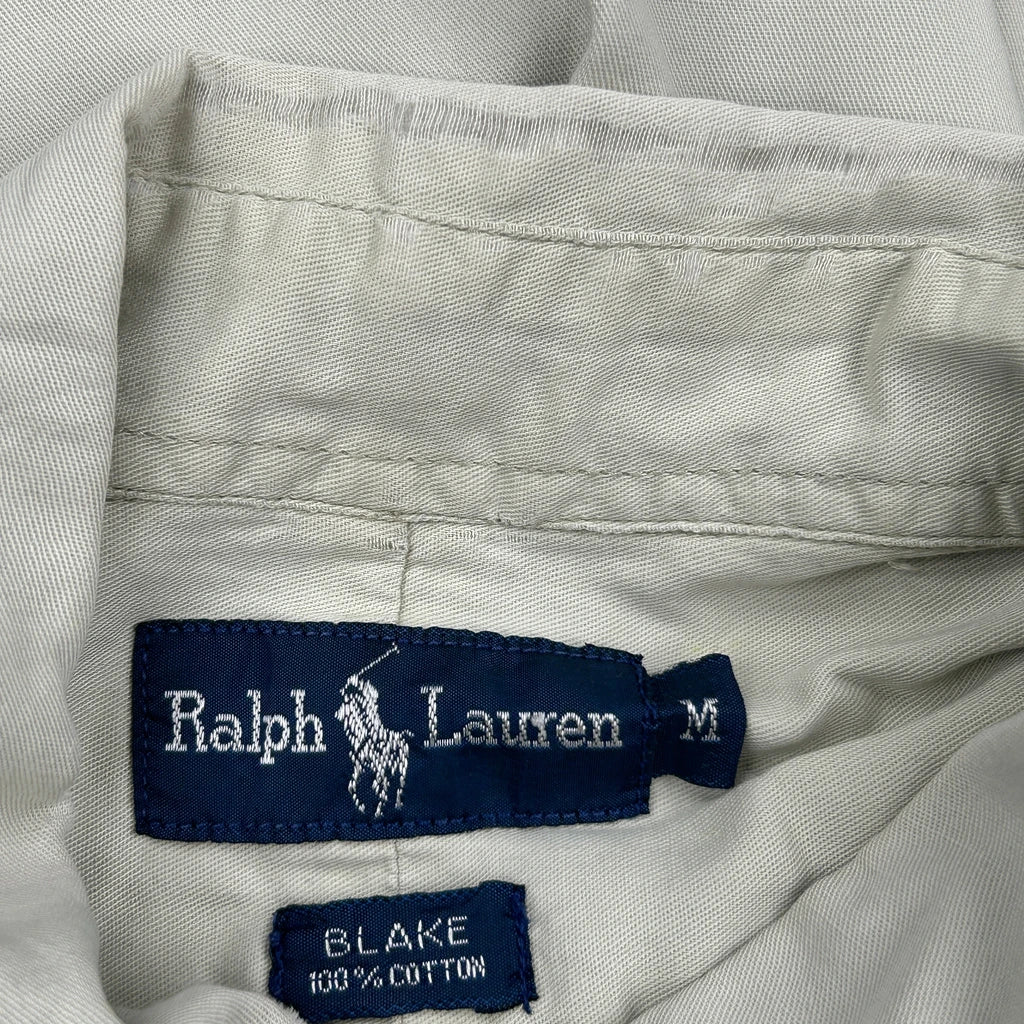 Ralph Lauren M
BLAKE
100% COTTON